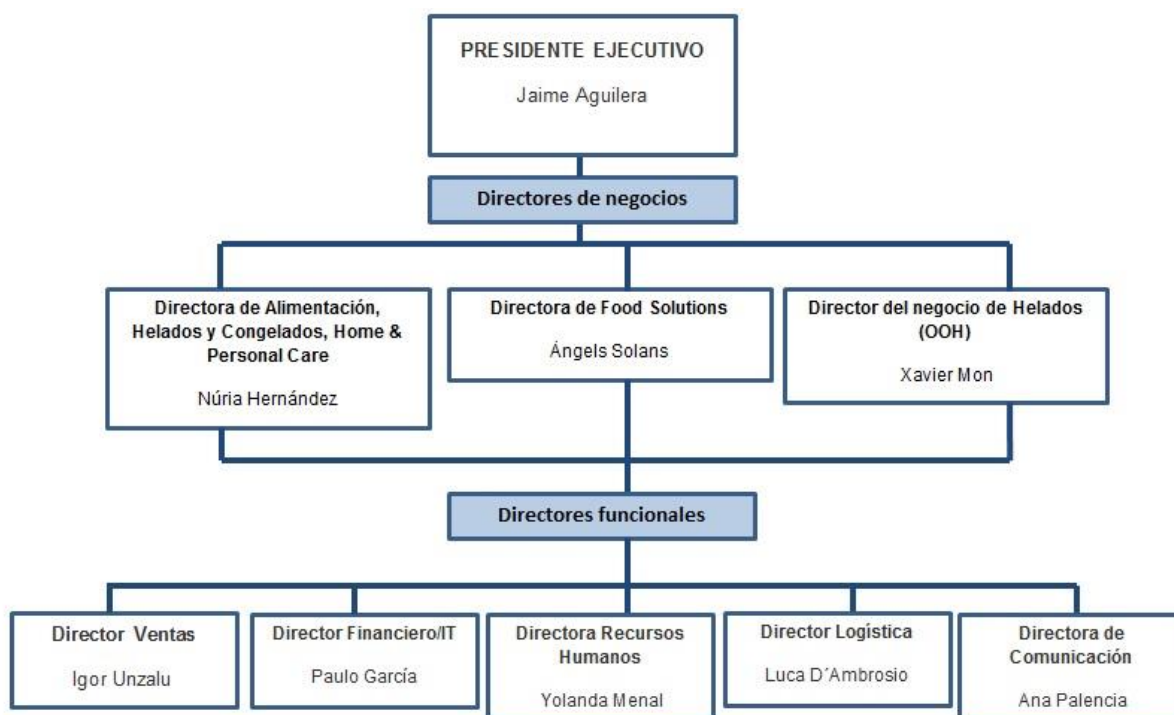 PRESIDENTE EJECUTIVO
Jaime Aguilera
Directores de negocios
Directora de Alimentación,
Helados y Congelados, Home &
Personal Care
Núria Hernández
Directora de Food Solutions
Ángels Solans
Director del negocio de Helados
(OOH)
Xavier Mon
Directores funcionales
Director Ventas
Igor Unzalu
Director Financiero/IT
Paulo García
Directora Recursos
Humanos
Yolanda Menal
Director Logística
Luca D´Ambrosio
Directora de
Comunicación
Ana Palencia